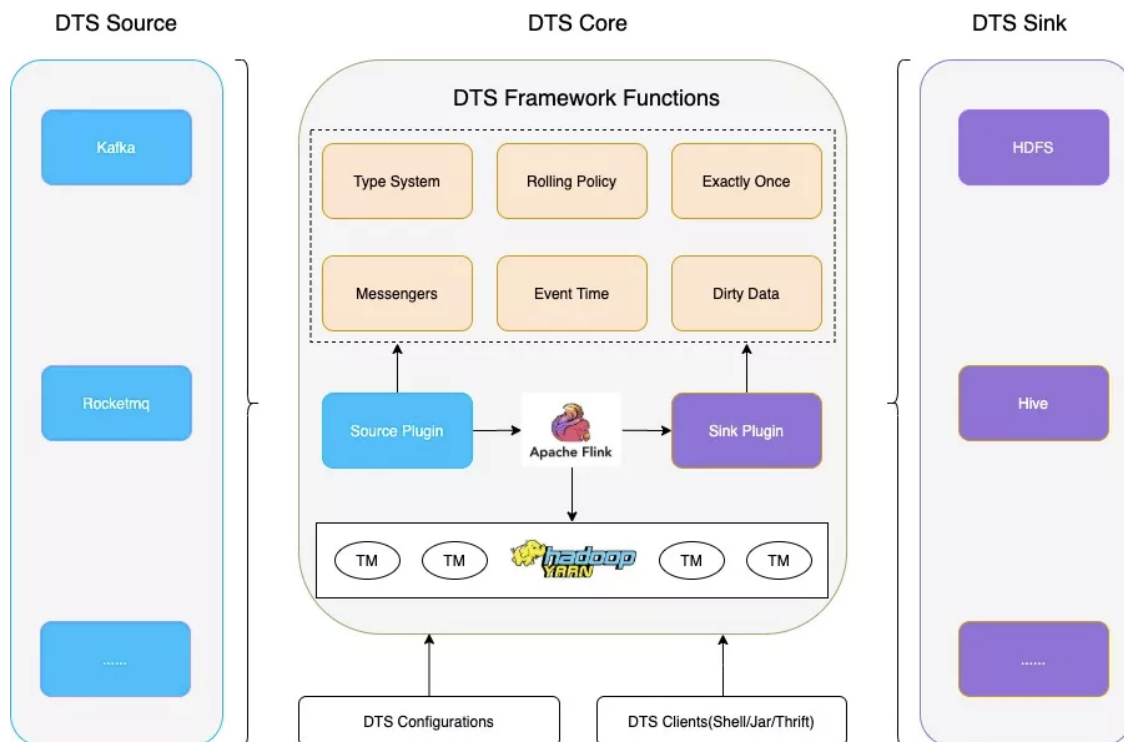 DTS Source
DTS Core
DTS Sink
DTS Framework Functions
Kafka
Type System
Rolling Policy
Exactly Once
HDFS
Messengers
Event Time
Dirty Data
Rocketmq
Source Plugin
Apache Flink
Sink Plugin
Hive
TM
TM
hadoop
YARN
TM
TM
......
......
DTS Configurations
DTS Clients(Shell/Jar/Thrift)